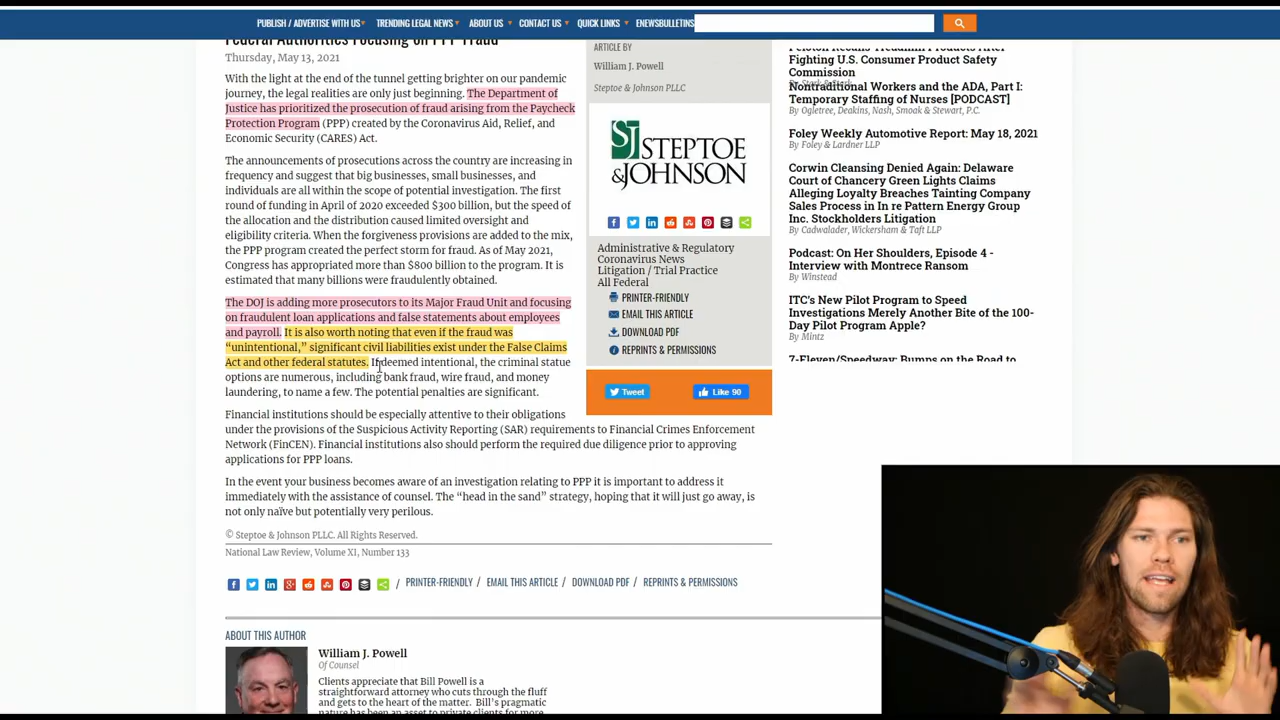 PUBLISH / ADVERTISE WITH US
TRENDING LEGAL NEWS
ABOUT US
CONTACT US
QUICK LINKS
ENEWSBULLETINS
Federal Authorities Focusing on PPP Fraud
Thursday, May 13, 2021
With the light at the end of the tunnel getting brighter on our pandemic
journey, the legal realities are only just beginning. The Department of
Justice has prioritized the prosecution of fraud arising from the Paycheck
Protection Program (PPP) created by the Coronavirus Aid, Relief, and
Economic Security (CARES) Act.
The announcements of prosecutions across the country are increasing in
frequency and suggest that big businesses, small businesses, and
individuals are all within the scope of potential investigation. The first
round of funding in April of 2020 exceeded $300 billion, but the speed of
the allocation and the distribution caused limited oversight and
eligibility criteria. When the forgiveness provisions are added to the mix,
the PPP program created the perfect storm for fraud. As of May 2021,
Congress has appropriated more than $800 billion to the program. It is
estimated that many billions were fraudulently obtained.
The DOJ is adding more prosecutors to its Major Fraud Unit and focusing
on fraudulent loan applications and false statements about employees
and payroll. It is also worth noting that even if the fraud was
“unintentional,” significant civil liabilities exist under the False Claims
Act and other federal statutes. If deemed intentional, the criminal statue
options are numerous, including bank fraud, wire fraud, and money
laundering, to name a few. The potential penalties are significant.
Financial institutions should be especially attentive to their obligations
under the provisions of the Suspicious Activity Reporting (SAR) requirements to Financial Crimes Enforcement
Network (FinCEN). Financial institutions also should perform the required due diligence prior to approving
applications for PPP loans.
In the event your business becomes aware of an investigation relating to PPP it is important to address it
immediately with the assistance of counsel. The “head in the sand” strategy, hoping that it will just go away, is
not only naïve but potentially very perilous.
© Steptoe & Johnson PLLC. All Rights Reserved.
National Law Review, Volume XI, Number 133
/ PRINTER-FRIENDLY / EMAIL THIS ARTICLE / DOWNLOAD PDF / REPRINTS & PERMISSIONS
ABOUT THIS AUTHOR
William J. Powell
Of Counsel
Clients appreciate that Bill Powell is a
straightforward attorney who cuts through the fluff
and gets to the heart of the matter. Bill's pragmatic
nature has been an asset to private clients for more
ARTICLE BY
William J. Powell
Steptoe & Johnson PLLC
SJ STEPTOE
&JOHNSON
Administrative & Regulatory
Coronavirus News
Litigation / Trial Practice
All Federal
PRINTER-FRIENDLY
EMAIL THIS ARTICLE
DOWNLOAD PDF
REPRINTS & PERMISSIONS
Tweet
Like 90
Peloton Recalls Treadmill Products After
Fighting U.S. Consumer Product Safety
Commission
By Stark & Stark
Nontraditional Workers and the ADA, Part I:
Temporary Staffing of Nurses [PODCAST]
By Ogletree, Deakins, Nash, Smoak & Stewart, P.C.
Foley Weekly Automotive Report: May 18, 2021
By Foley & Lardner LLP
Corwin Cleansing Denied Again: Delaware
Court of Chancery Green Lights Claims
Alleging Loyalty Breaches Tainting Company
Sales Process in In re Pattern Energy Group
Inc. Stockholders Litigation
By Cadwalader, Wickersham & Taft LLP
Podcast: On Her Shoulders, Episode 4 -
Interview with Montrece Ransom
By Winstead
ITC's New Pilot Program to Speed
Investigations Merely Another Bite of the 100-
Day Pilot Program Apple?
By Mintz
7-Eleven/Speedway: Bumps on the Road to